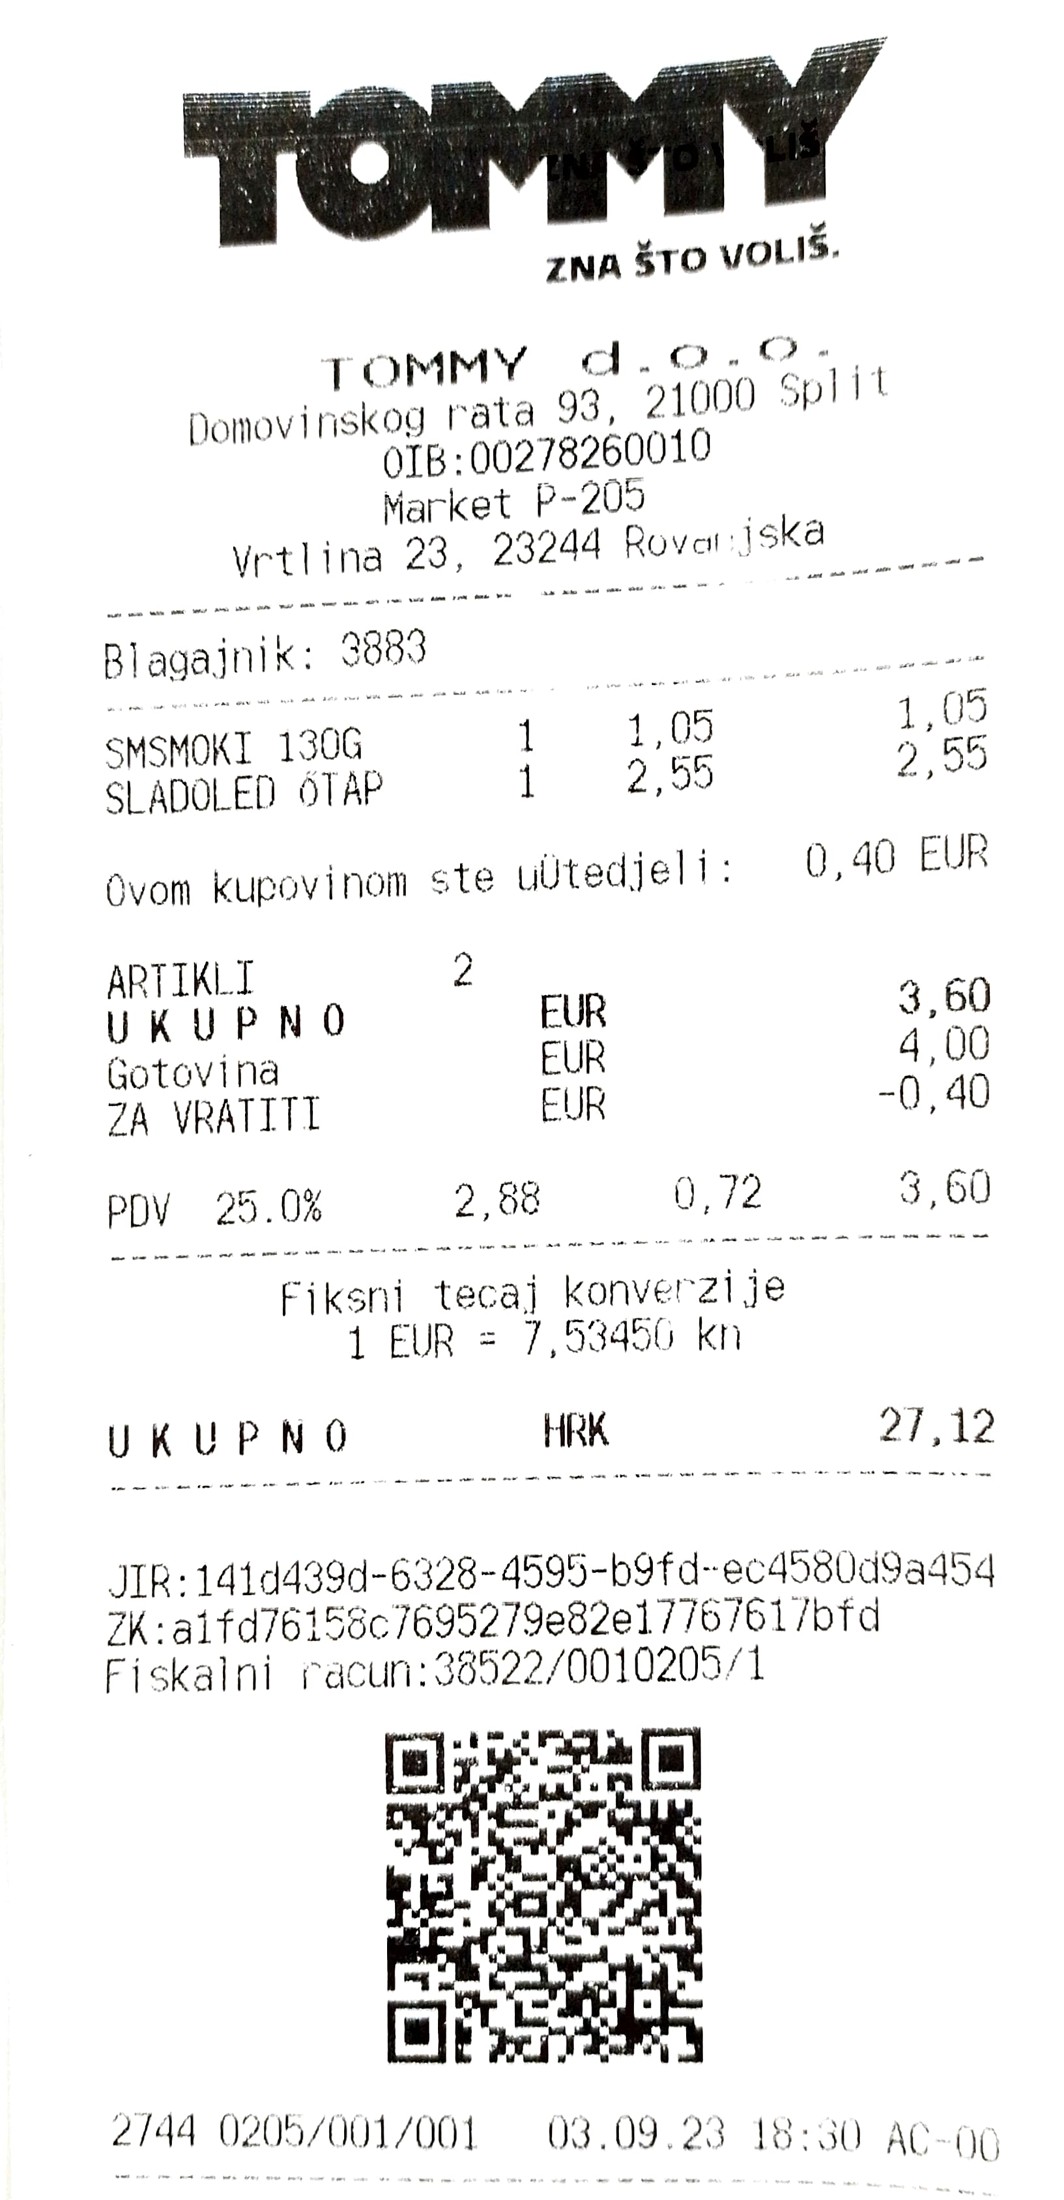 TOMMY
ZNA ŠTO VOLIŠ.
TOMMY d.o.o.
Domovinskog rata 93, 21000 Split
OIB:00278260010
Market P-205
Vrtlina 23, 23244 Rovanjska
Blagajnik: 3883
SMSMOKI 130G 1 1,05 1,05
SLADOLED ŐTAP 1 2,55 2,55
Ovom kupovinom ste uŰtedjeli: 0,40 EUR
ARTIKLI 2
U K U P N O EUR 3,60
Gotovina EUR 4,00
ZA VRATITI EUR -0,40
PDV 25.0% 2,88 0,72 3,60
Fiksni tecaj konverzije
1 EUR = 7,53450 kn
U K U P N O HRK 27,12
JIR:141d439d-6328-4595-b9fd-ec4580d9a454
ZK:a1fd76158c7695279e82e17767617bfd
Fiskalni racun:38522/0010205/1
2744 0205/001/001 03.09.23 18:30 AC-00